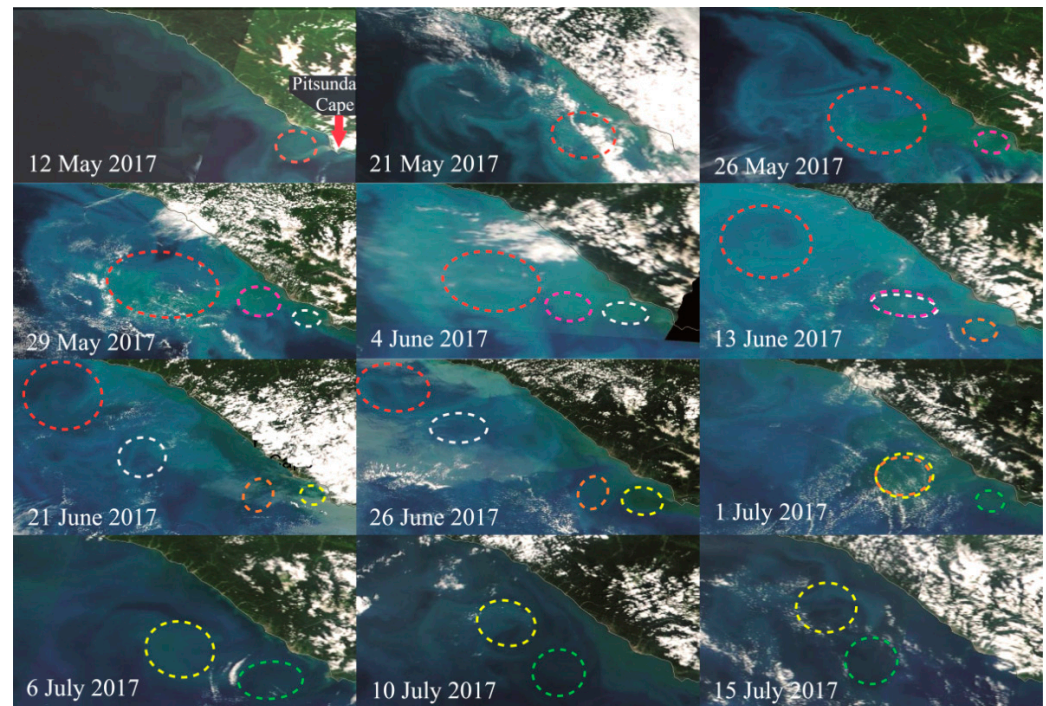 Pitsunda
Cape
12 May 2017
21 May 2017
26 May 2017
29 May 2017
4 June 2017
13 June 2017
21 June 2017
26 June 2017
1 July 2017
6 July 2017
10 July 2017
15 July 2017